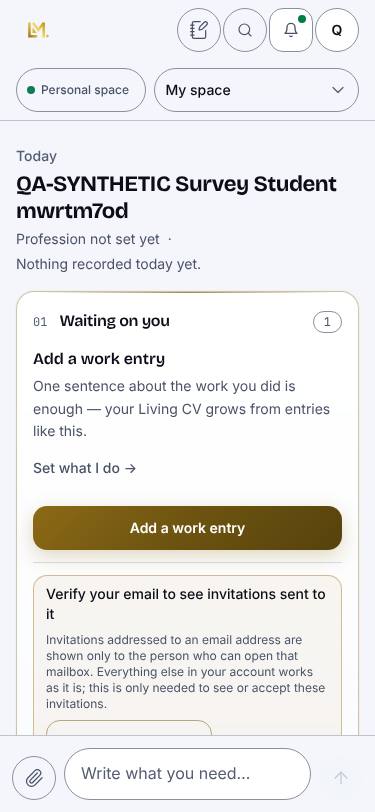 LM.
Q
Personal space
My space
Today
QA-SYNTHETIC Survey Student
mwrtm7od
Profession not set yet ·
Nothing recorded today yet.
01 Waiting on you 1
Add a work entry
One sentence about the work you did is
enough — your Living CV grows from entries
like this.
Set what I do →
Add a work entry
Verify your email to see invitations sent to
it
Invitations addressed to an email address are
shown only to the person who can open that
mailbox. Everything else in your account works
as it is; this is only needed to see or accept these
invitations.
Write what you need...